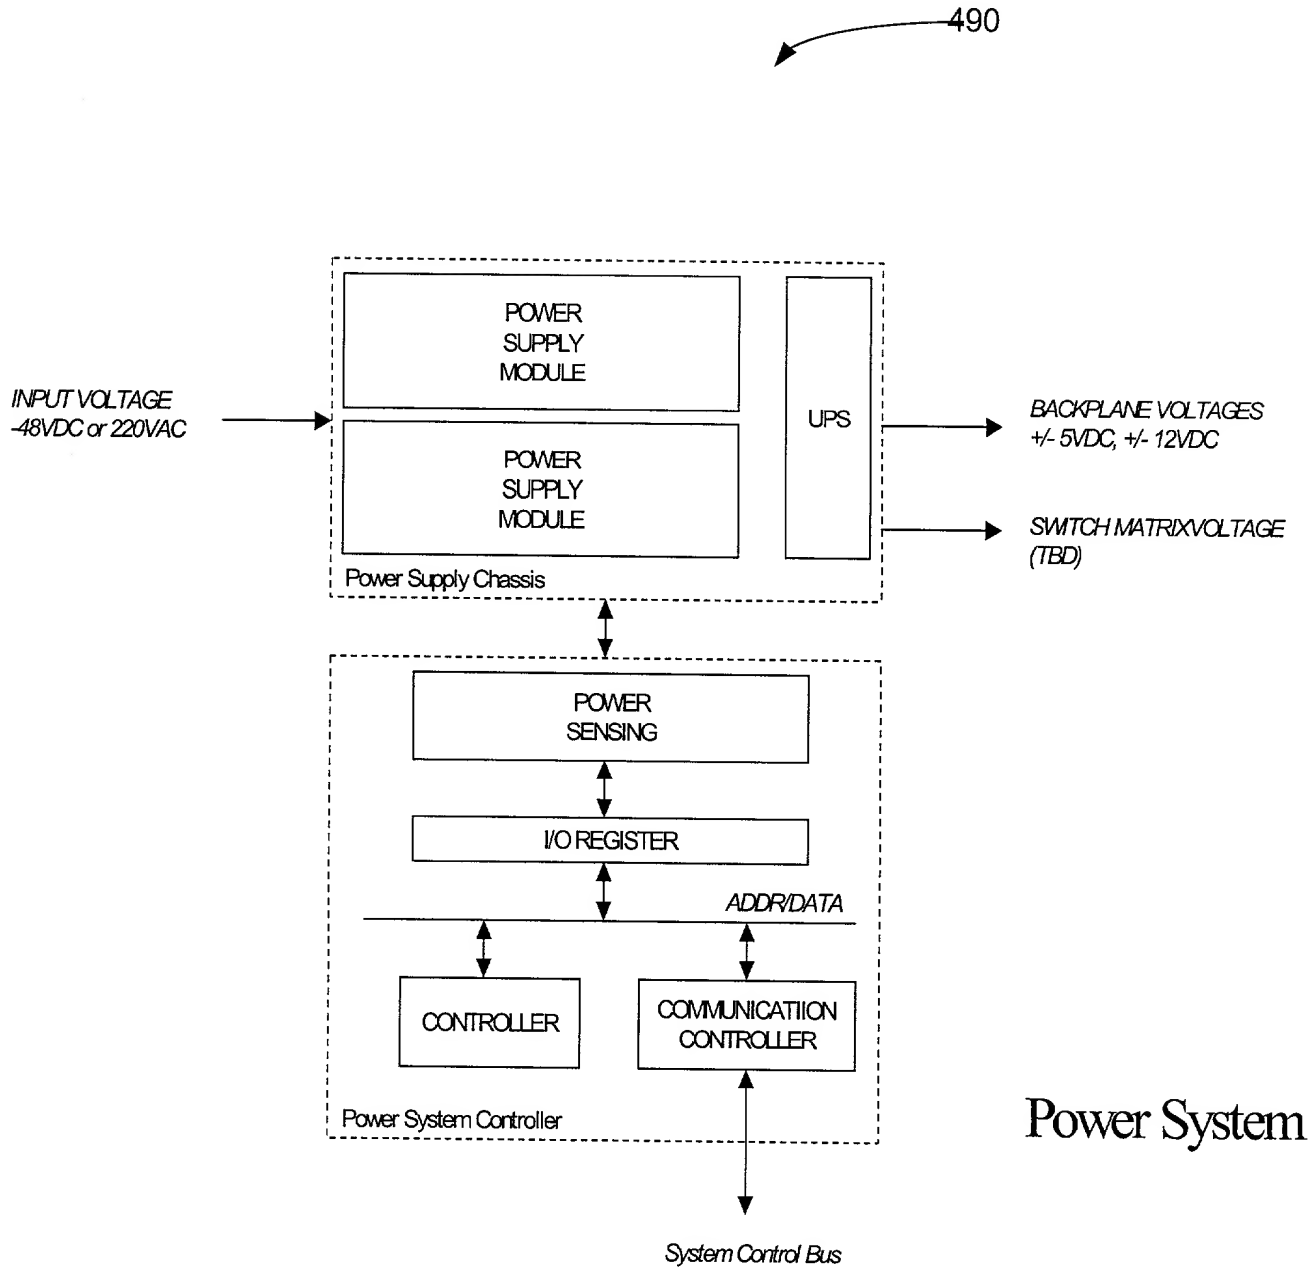 490
POWER
SUPPLY
MODULE
INPUT VOLTAGE
-48VDC or 220VAC
UPS
BACKPLANE VOLTAGES
+/- 5VDC, +/- 12VDC
POWER
SUPPLY
MODULE
SWITCH MATRIXVOLTAGE
(TBD)
Power Supply Chassis
POWER
SENSING
I/O REGISTER
ADDR/DATA
CONTROLLER
COMMUNICATIION
CONTROLLER
Power System Controller
Power System
System Control Bus